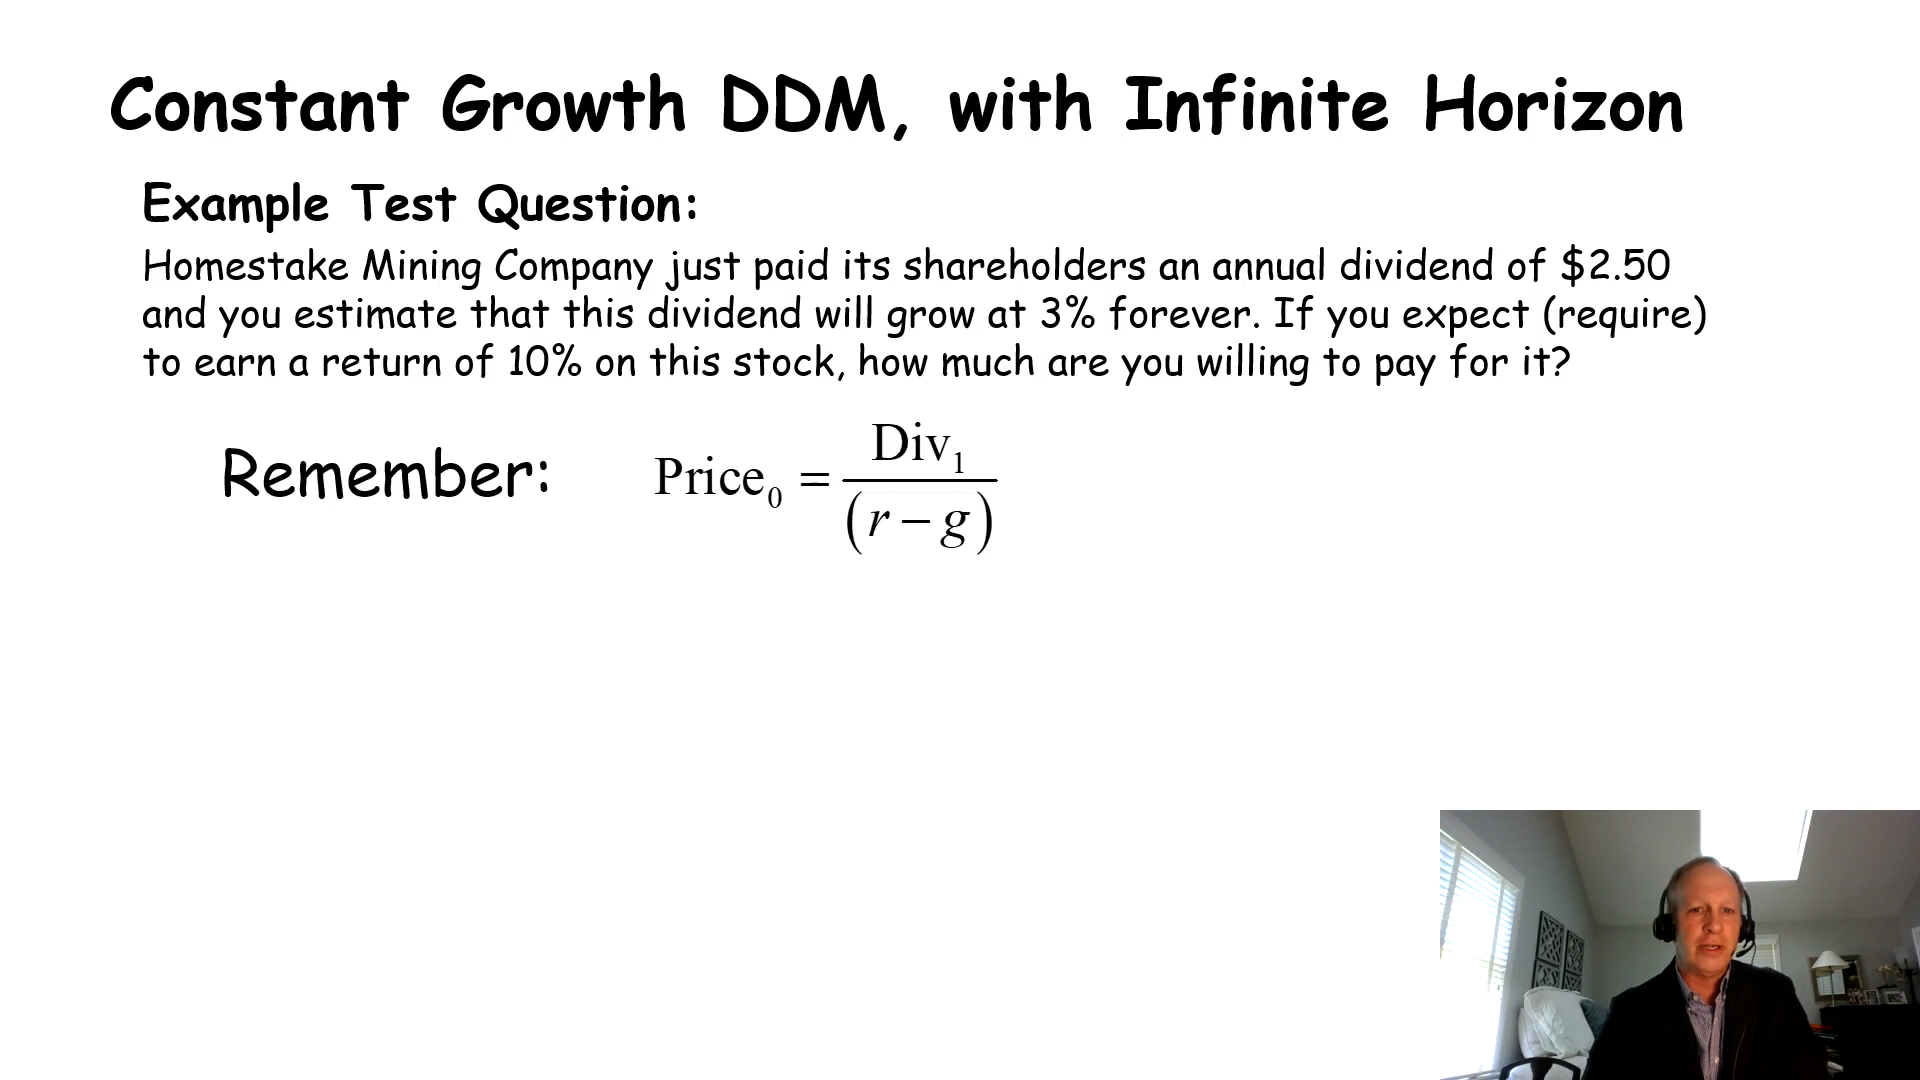 Constant Growth DDM, with Infinite Horizon
Example Test Question:
Homestake Mining Company just paid its shareholders an annual dividend of $2.50
and you estimate that this dividend will grow at 3% forever. If you expect (require)
to earn a return of 10% on this stock, how much are you willing to pay for it?
Remember: Price₀ = Div₁ / (r − g)